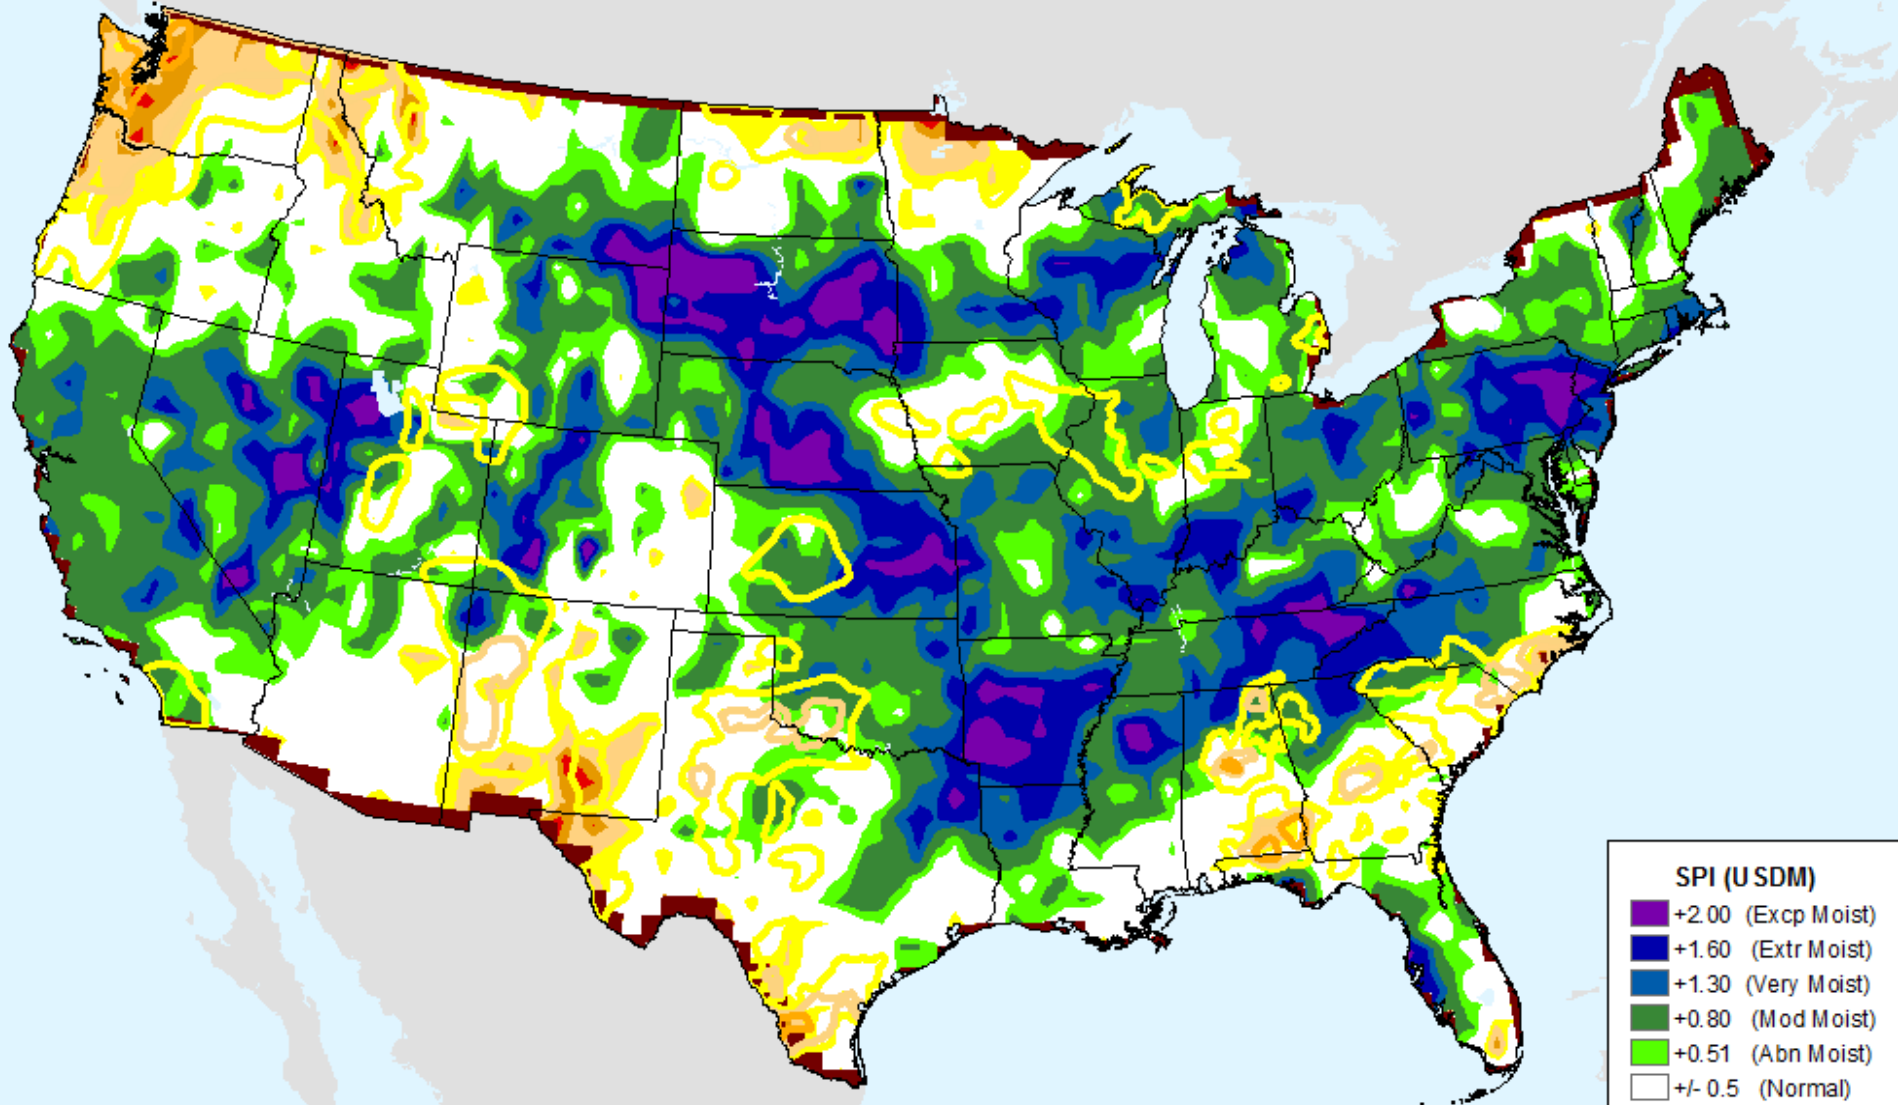 SPI (USDM)
+2.00 (Excp Moist)
+1.60 (Extr Moist)
+1.30 (Very Moist)
+0.80 (Mod Moist)
+0.51 (Abn Moist)
+/- 0.5 (Normal)